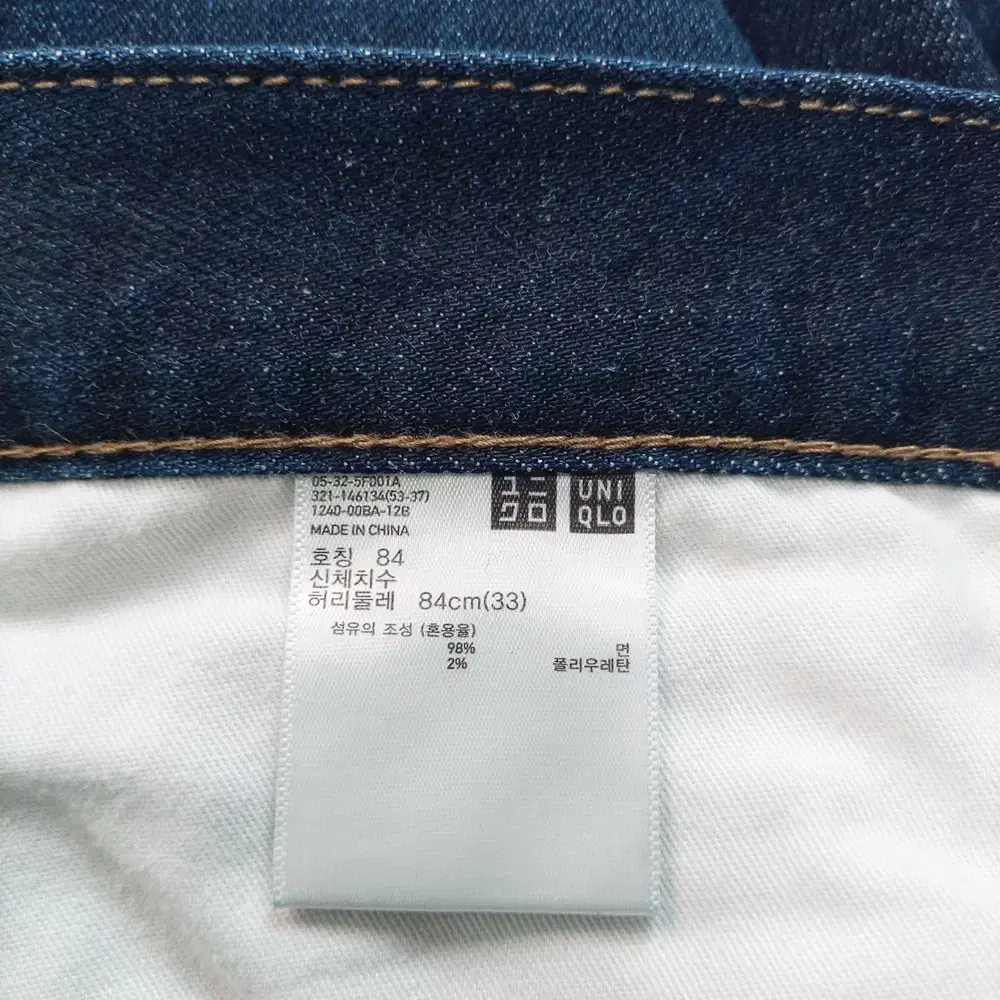 05-32-5F001A
321-146134(53-37)
1240-00BA-12B
MADE IN CHINA
ユニ
クロ
UNI
QLO
호칭 84
신체치수
허리둘레 84cm(33)
섬유의 조성 (혼용율)
98% 면
2% 폴리우레탄